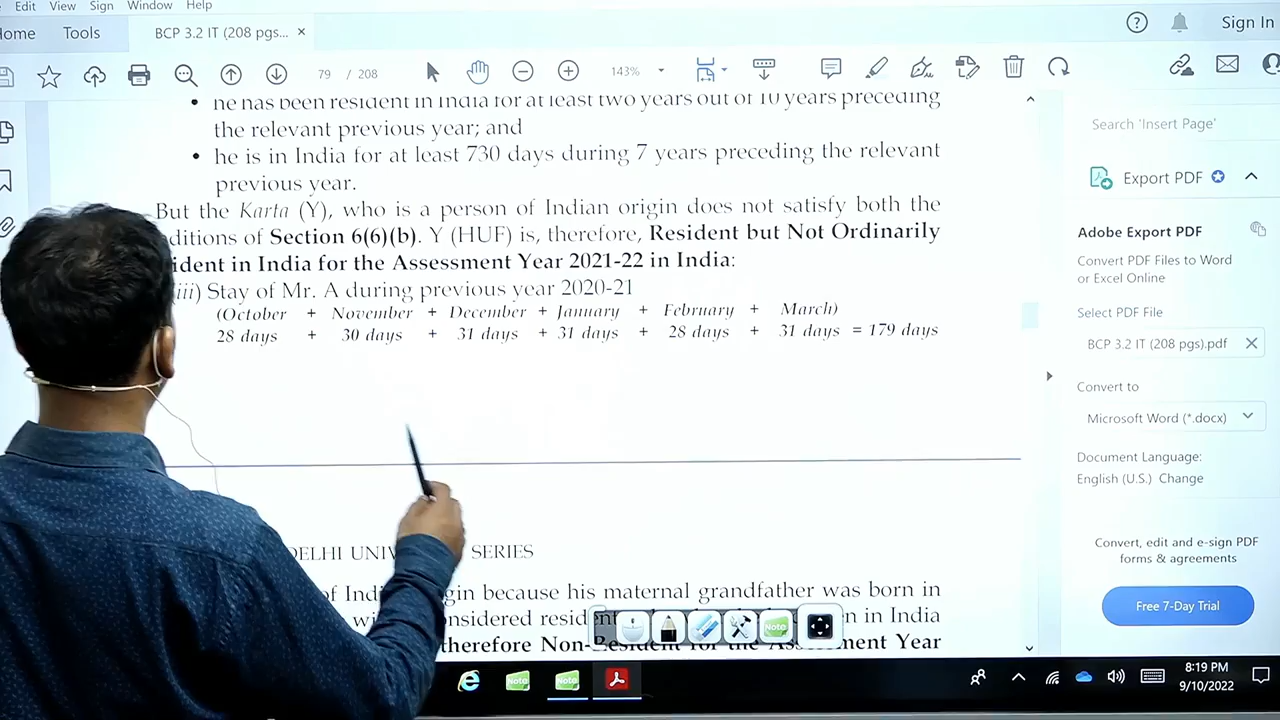 Edit View Sign Window Help
Home Tools BCP 3.2 IT (208 pgs... ×
Sign In
79 / 208 143%
he has been resident in India for at least two years out of 10 years preceding
the relevant previous year; and
• he is in India for at least 730 days during 7 years preceding the relevant
previous year.
But the Karta (Y), who is a person of Indian origin does not satisfy both the
ditions of Section 6(6)(b). Y (HUF) is, therefore, Resident but Not Ordinarily
ident in India for the Assessment Year 2021-22 in India:
(iii) Stay of Mr. A during previous year 2020-21
(October + November + December + January + February + March)
28 days + 30 days + 31 days + 31 days + 28 days + 31 days = 179 days
DELHI UNIV SERIES
of Indi gin because his maternal grandfather was born in
onsidered resident en in India
therefore Non-Resident for the Assessment Year
Search 'Insert Page'
Export PDF
Adobe Export PDF
Convert PDF Files to Word
or Excel Online
Select PDF File
BCP 3.2 IT (208 pgs).pdf
Convert to
Microsoft Word (*.docx)
Document Language:
English (U.S.) Change
Convert, edit and e-sign PDF
forms & agreements
Free 7-Day Trial
Note
Note
Note
8:19 PM
9/10/2022